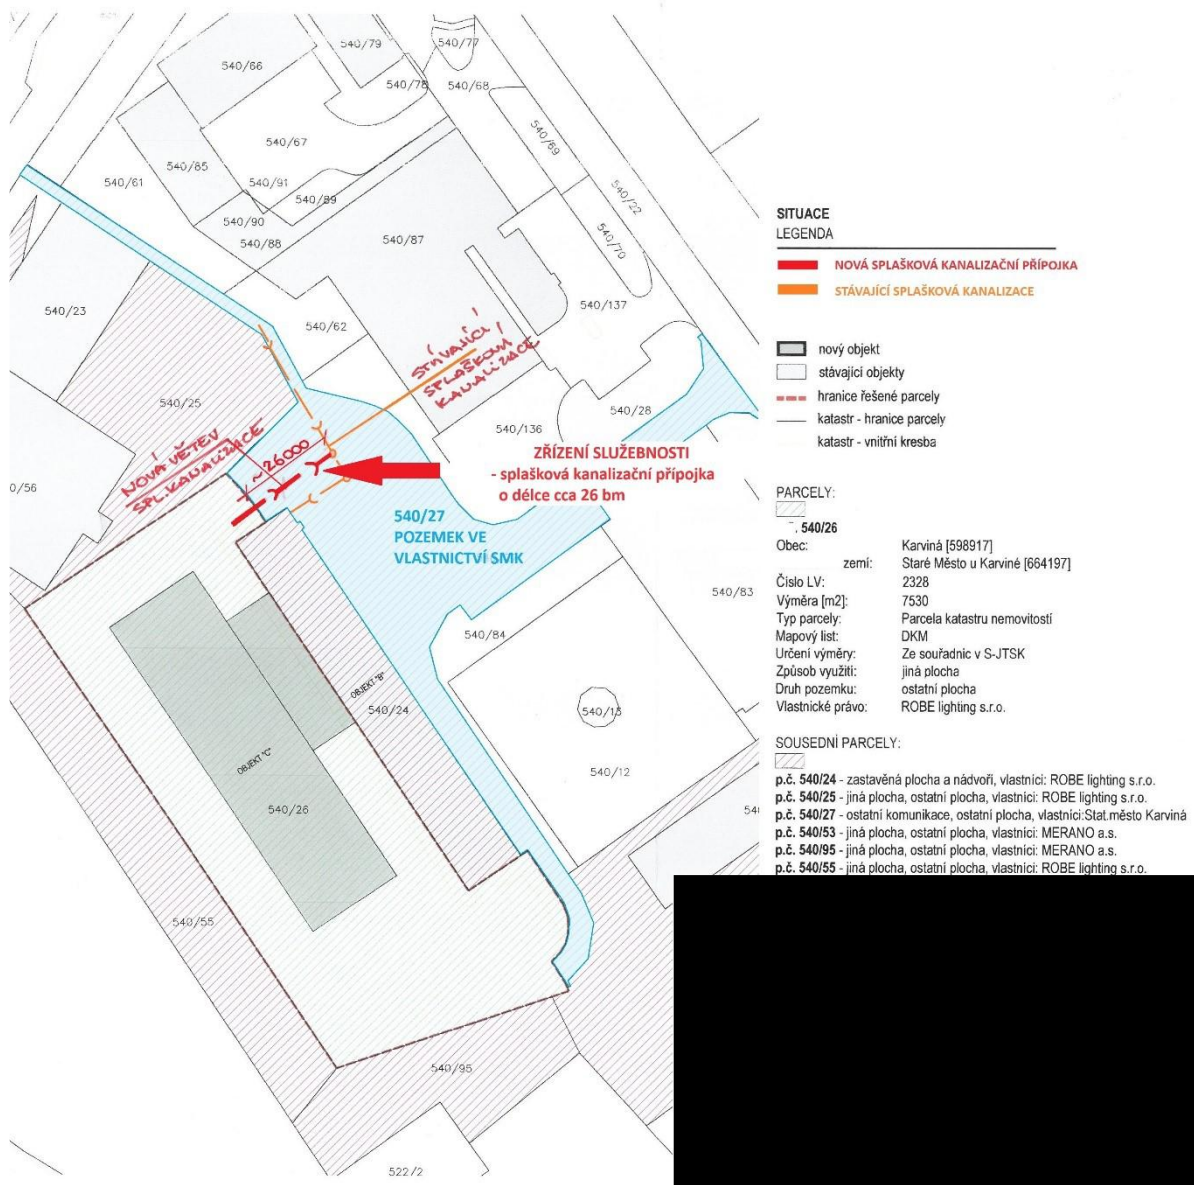 540/79
540/77
540/66
540/78
540/68
540/67
540/69
540/85
540/61
540/91
540/89
540/22
540/90
540/88
540/87
540/70
540/137
540/23
540/62
STÁVAJÍCÍ
SPLAŠKOVÁ
KANALIZACE
540/25
540/28
540/136
NOVÁ VĚTEV
SPL. KANALIZACE
~26000
ZŘÍZENÍ SLUŽEBNOSTI
- splašková kanalizační přípojka
o délce cca 26 bm
0/56
540/27
POZEMEK VE
VLASTNICTVÍ SMK
540/83
540/84
OBJEKT "B"
540/24
540/13
OBJEKT "C"
540/12
540/26
54
540/55
540/95
522/2
SITUACE
LEGENDA
NOVÁ SPLAŠKOVÁ KANALIZAČNÍ PŘÍPOJKA
STÁVAJÍCÍ SPLAŠKOVÁ KANALIZACE
nový objekt
stávající objekty
hranice řešené parcely
katastr - hranice parcely
katastr - vnitřní kresba
PARCELY:
. 540/26
Obec: Karviná [598917]
zemí: Staré Město u Karviné [664197]
Číslo LV: 2328
Výměra [m2]: 7530
Typ parcely: Parcela katastru nemovitostí
Mapový list: DKM
Určení výměry: Ze souřadnic v S-JTSK
Způsob využití: jiná plocha
Druh pozemku: ostatní plocha
Vlastnické právo: ROBE lighting s.r.o.
SOUSEDNÍ PARCELY:
p.č. 540/24 - zastavěná plocha a nádvoří, vlastníci: ROBE lighting s.r.o.
p.č. 540/25 - jiná plocha, ostatní plocha, vlastníci: ROBE lighting s.r.o.
p.č. 540/27 - ostatní komunikace, ostatní plocha, vlastníci:Stat.město Karviná
p.č. 540/53 - jiná plocha, ostatní plocha, vlastníci: MERANO a.s.
p.č. 540/95 - jiná plocha, ostatní plocha, vlastníci: MERANO a.s.
p.č. 540/55 - jiná plocha, ostatní plocha, vlastníci: ROBE lighting s.r.o.